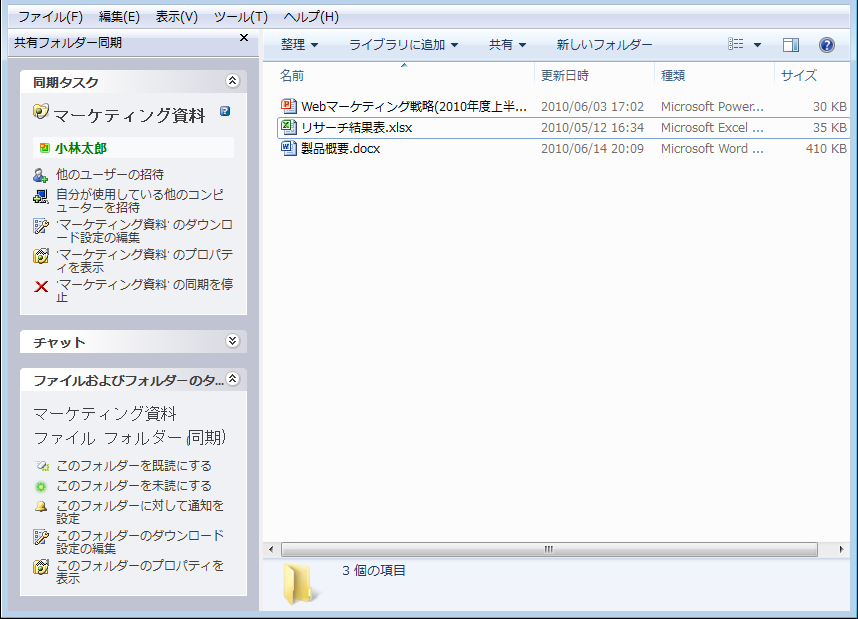 ファイル(F) 編集(E) 表示(V) ツール(T) ヘルプ(H)
共有フォルダー同期
整理 ライブラリに追加 共有 新しいフォルダー
同期タスク
マーケティング資料
小林太郎
他のユーザーの招待
自分が使用している他のコンピ
ューターを招待
'マーケティング資料' のダウンロ
ード設定の編集
'マーケティング資料' のプロパテ
ィを表示
'マーケティング資料' の同期を停
止
チャット
ファイルおよびフォルダーのタ...
マーケティング資料
ファイル フォルダー (同期)
このフォルダーを既読にする
このフォルダーを未読にする
このフォルダーに対して通知を
設定
このフォルダーのダウンロード
設定の編集
このフォルダーのプロパティを
表示
名前 更新日時 種類 サイズ
Webマーケティング戦略(2010年度上半... 2010/06/03 17:02 Microsoft Power... 30 KB
リサーチ結果表.xlsx 2010/05/12 16:34 Microsoft Excel ... 35 KB
製品概要.docx 2010/06/14 20:09 Microsoft Word ... 410 KB
3 個の項目